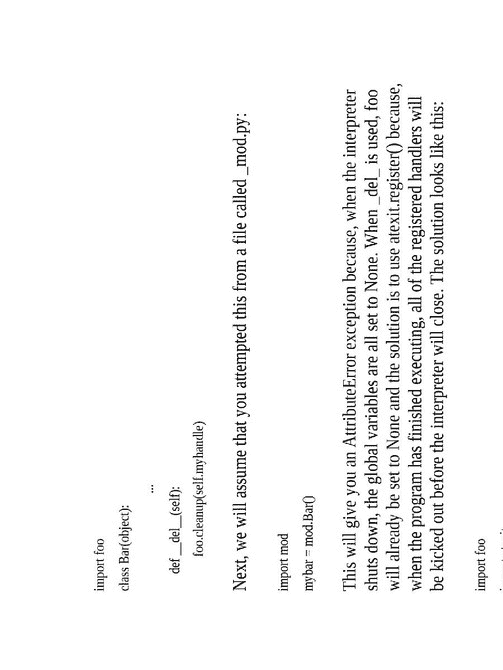 import foo
class Bar(object):
...
def __del__(self):
foo.cleanup(self.myhandle)
Next, we will assume that you attempted this from a file called _mod.py:
import mod
mybar = mod.Bar()
This will give you an AttributeError exception because, when the interpreter
shuts down, the global variables are all set to None. When _del_ is used, foo
will already be set to None and the solution is to use atexit.register() because,
when the program has finished executing, all of the registered handlers will
be kicked out before the interpreter will close. The solution looks like this:
import foo